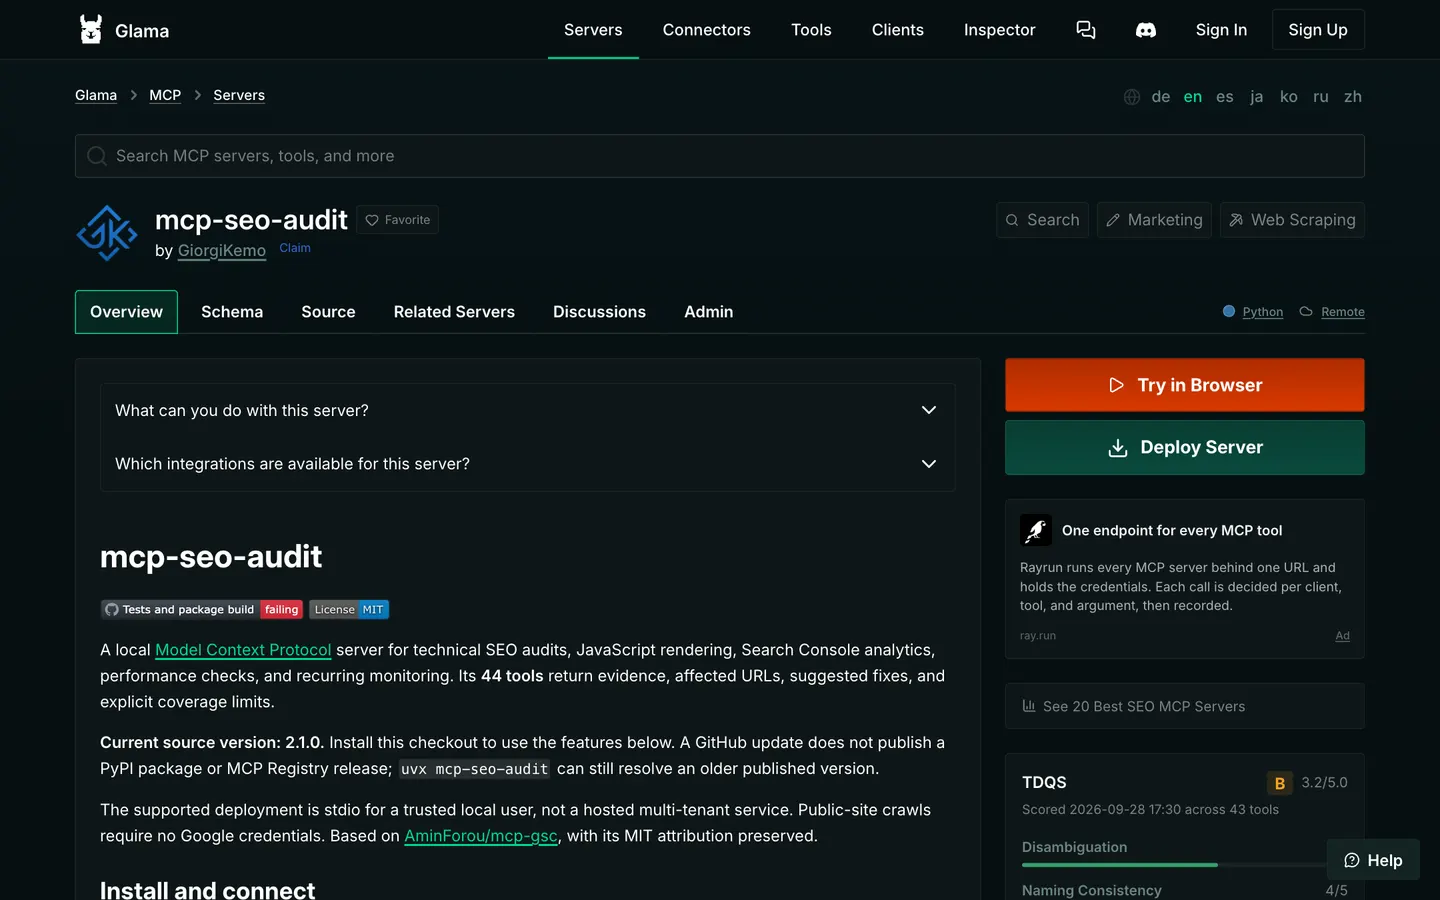 Glama
Servers
Connectors
Tools
Clients
Inspector
Sign In
Sign Up
Glama > MCP > Servers
de en es ja ko ru zh
Search MCP servers, tools, and more
mcp-seo-audit
Favorite
by GiorgiKemo Claim
Search
Marketing
Web Scraping
Overview
Schema
Source
Related Servers
Discussions
Admin
Python
Remote
What can you do with this server?
Which integrations are available for this server?
mcp-seo-audit
Tests and package build failing License MIT
A local Model Context Protocol server for technical SEO audits, JavaScript rendering, Search Console analytics,
performance checks, and recurring monitoring. Its 44 tools return evidence, affected URLs, suggested fixes, and
explicit coverage limits.
Current source version: 2.1.0. Install this checkout to use the features below. A GitHub update does not publish a
PyPI package or MCP Registry release; uvx mcp-seo-audit can still resolve an older published version.
The supported deployment is stdio for a trusted local user, not a hosted multi-tenant service. Public-site crawls
require no Google credentials. Based on AminForou/mcp-gsc, with its MIT attribution preserved.
Install and connect
Try in Browser
Deploy Server
One endpoint for every MCP tool
Rayrun runs every MCP server behind one URL and
holds the credentials. Each call is decided per client,
tool, and argument, then recorded.
ray.run
Ad
See 20 Best SEO MCP Servers
TDQS
B 3.2/5.0
Scored 2026-09-28 17:30 across 43 tools
Disambiguation
Naming Consistency
4/5
Help